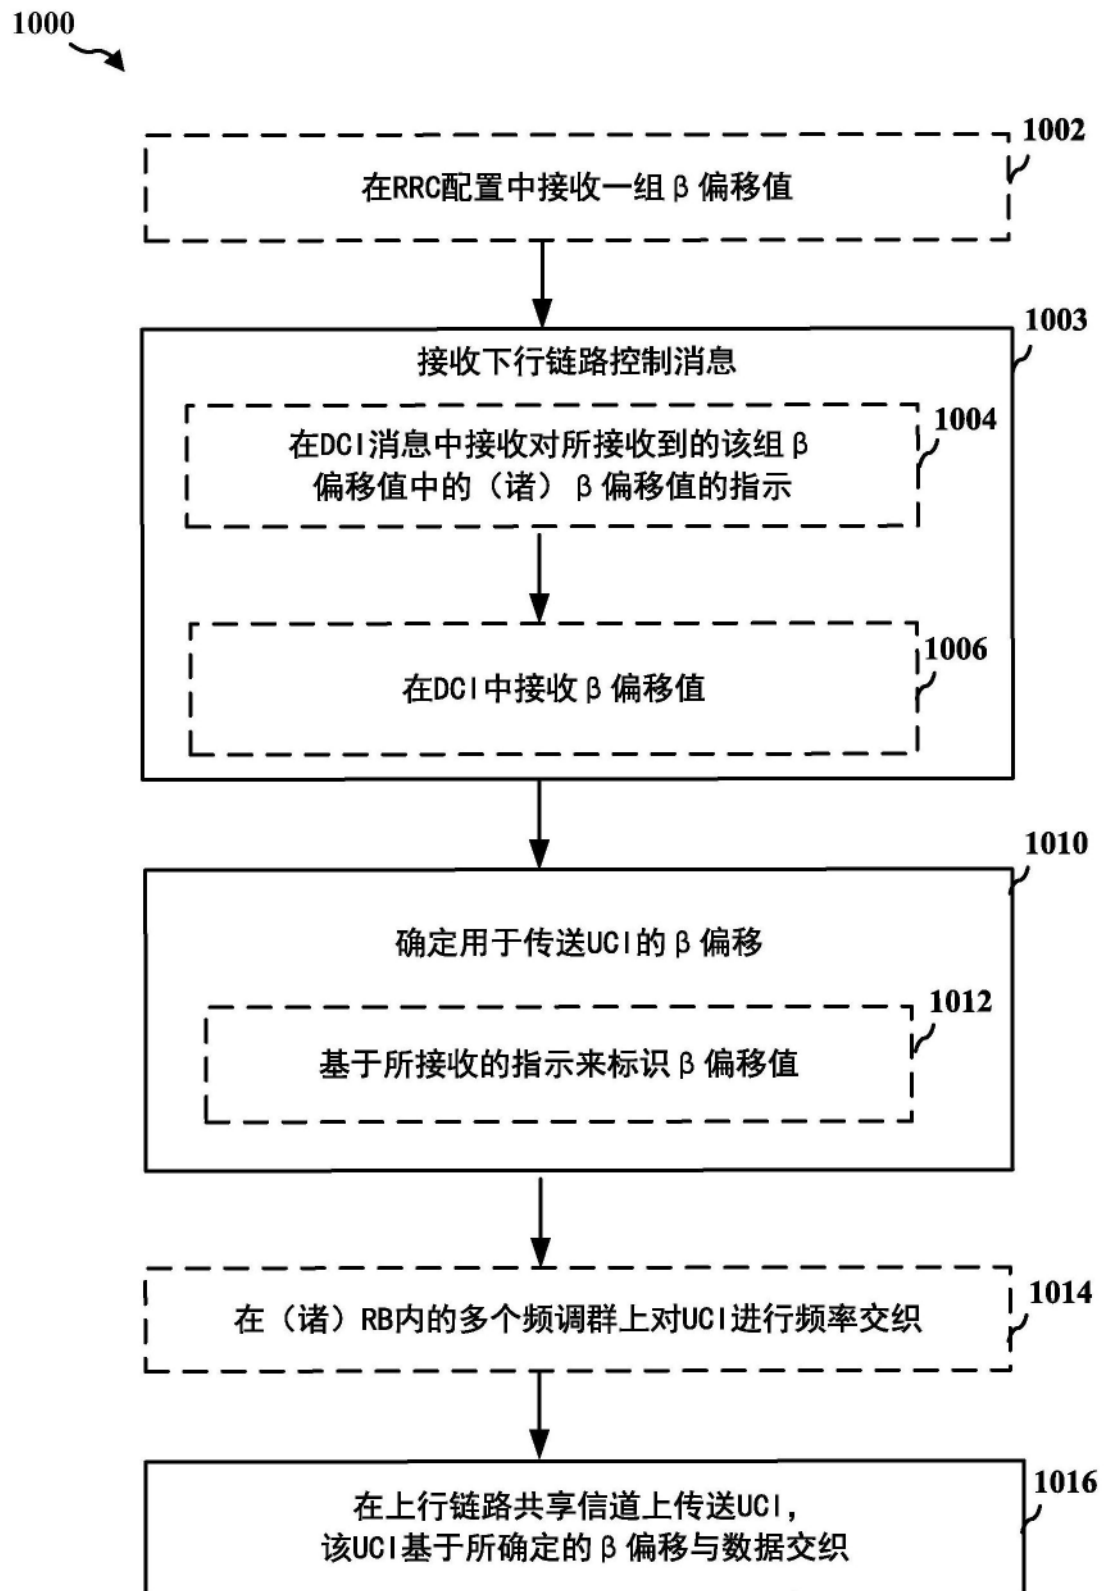 1000
1002
在RRC配置中接收一组β偏移值
1003
接收下行链路控制消息
1004
在DCI消息中接收对所接收到的该组β
偏移值中的（诸）β偏移值的指示
1006
在DCI中接收β偏移值
1010
确定用于传送UCI的β偏移
1012
基于所接收的指示来标识β偏移值
1014
在（诸）RB内的多个频调群上对UCI进行频率交织
1016
在上行链路共享信道上传送UCI，
该UCI基于所确定的β偏移与数据交织